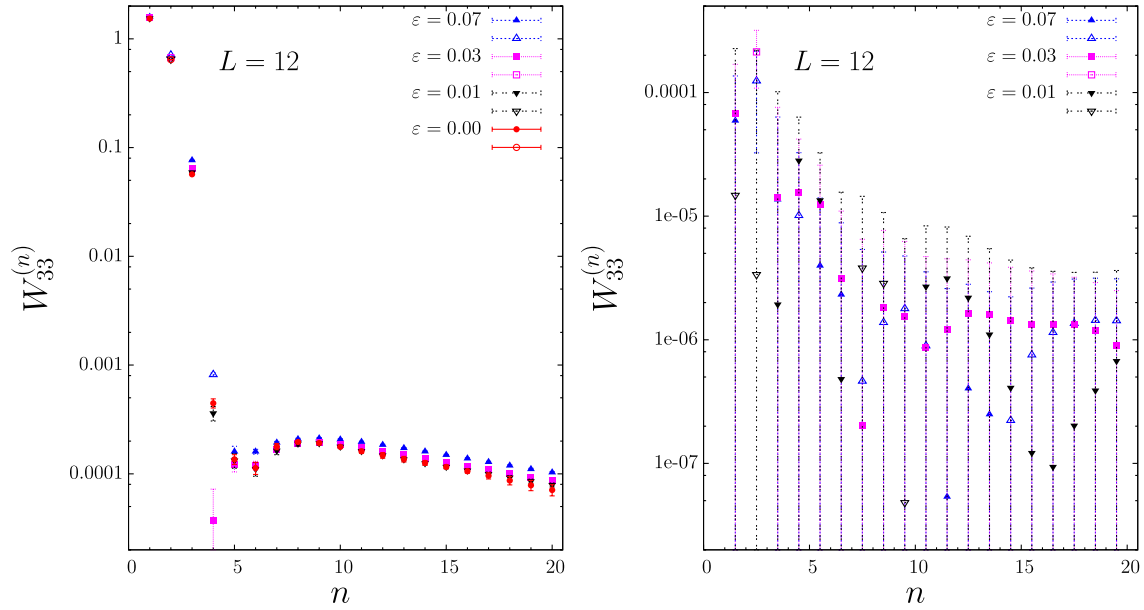 L = 12
ε = 0.07
ε = 0.03
ε = 0.01
ε = 0.00
1
0.1
0.01
0.001
0.0001
W_{33}^{(n)}
0 5 10 15 20
n
L = 12
ε = 0.07
ε = 0.03
ε = 0.01
0.0001
1e-05
1e-06
1e-07
W_{33}^{(n)}
0 5 10 15 20
n